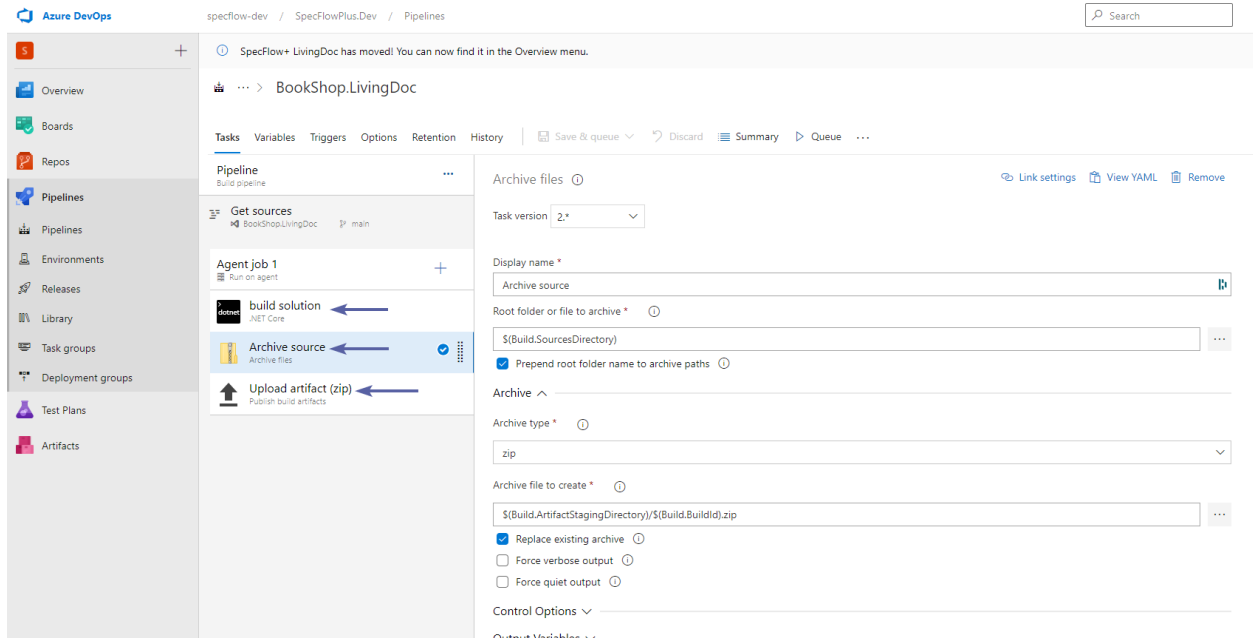 Azure DevOps
specflow-dev / SpecFlowPlus.Dev / Pipelines
Search
S
SpecFlow+ LivingDoc has moved! You can now find it in the Overview menu.
Overview
Boards
Repos
Pipelines
Pipelines
Environments
Releases
Library
Task groups
Deployment groups
Test Plans
Artifacts
··· > BookShop.LivingDoc
Tasks Variables Triggers Options Retention History Save & queue Discard Summary Queue ...
Pipeline ...
Build pipeline
Get sources
BookShop.LivingDoc main
Agent job 1
Run on agent
build solution
dotnet
.NET Core
Archive source
Archive files
Upload artifact (zip)
Publish build artifacts
Archive files
Link settings View YAML Remove
Task version 2.*
Display name *
Archive source
Root folder or file to archive *
$(Build.SourcesDirectory)
Prepend root folder name to archive paths
Archive
Archive type *
zip
Archive file to create *
$(Build.ArtifactStagingDirectory)/$(Build.BuildId).zip
Replace existing archive
Force verbose output
Force quiet output
Control Options
Output Variables